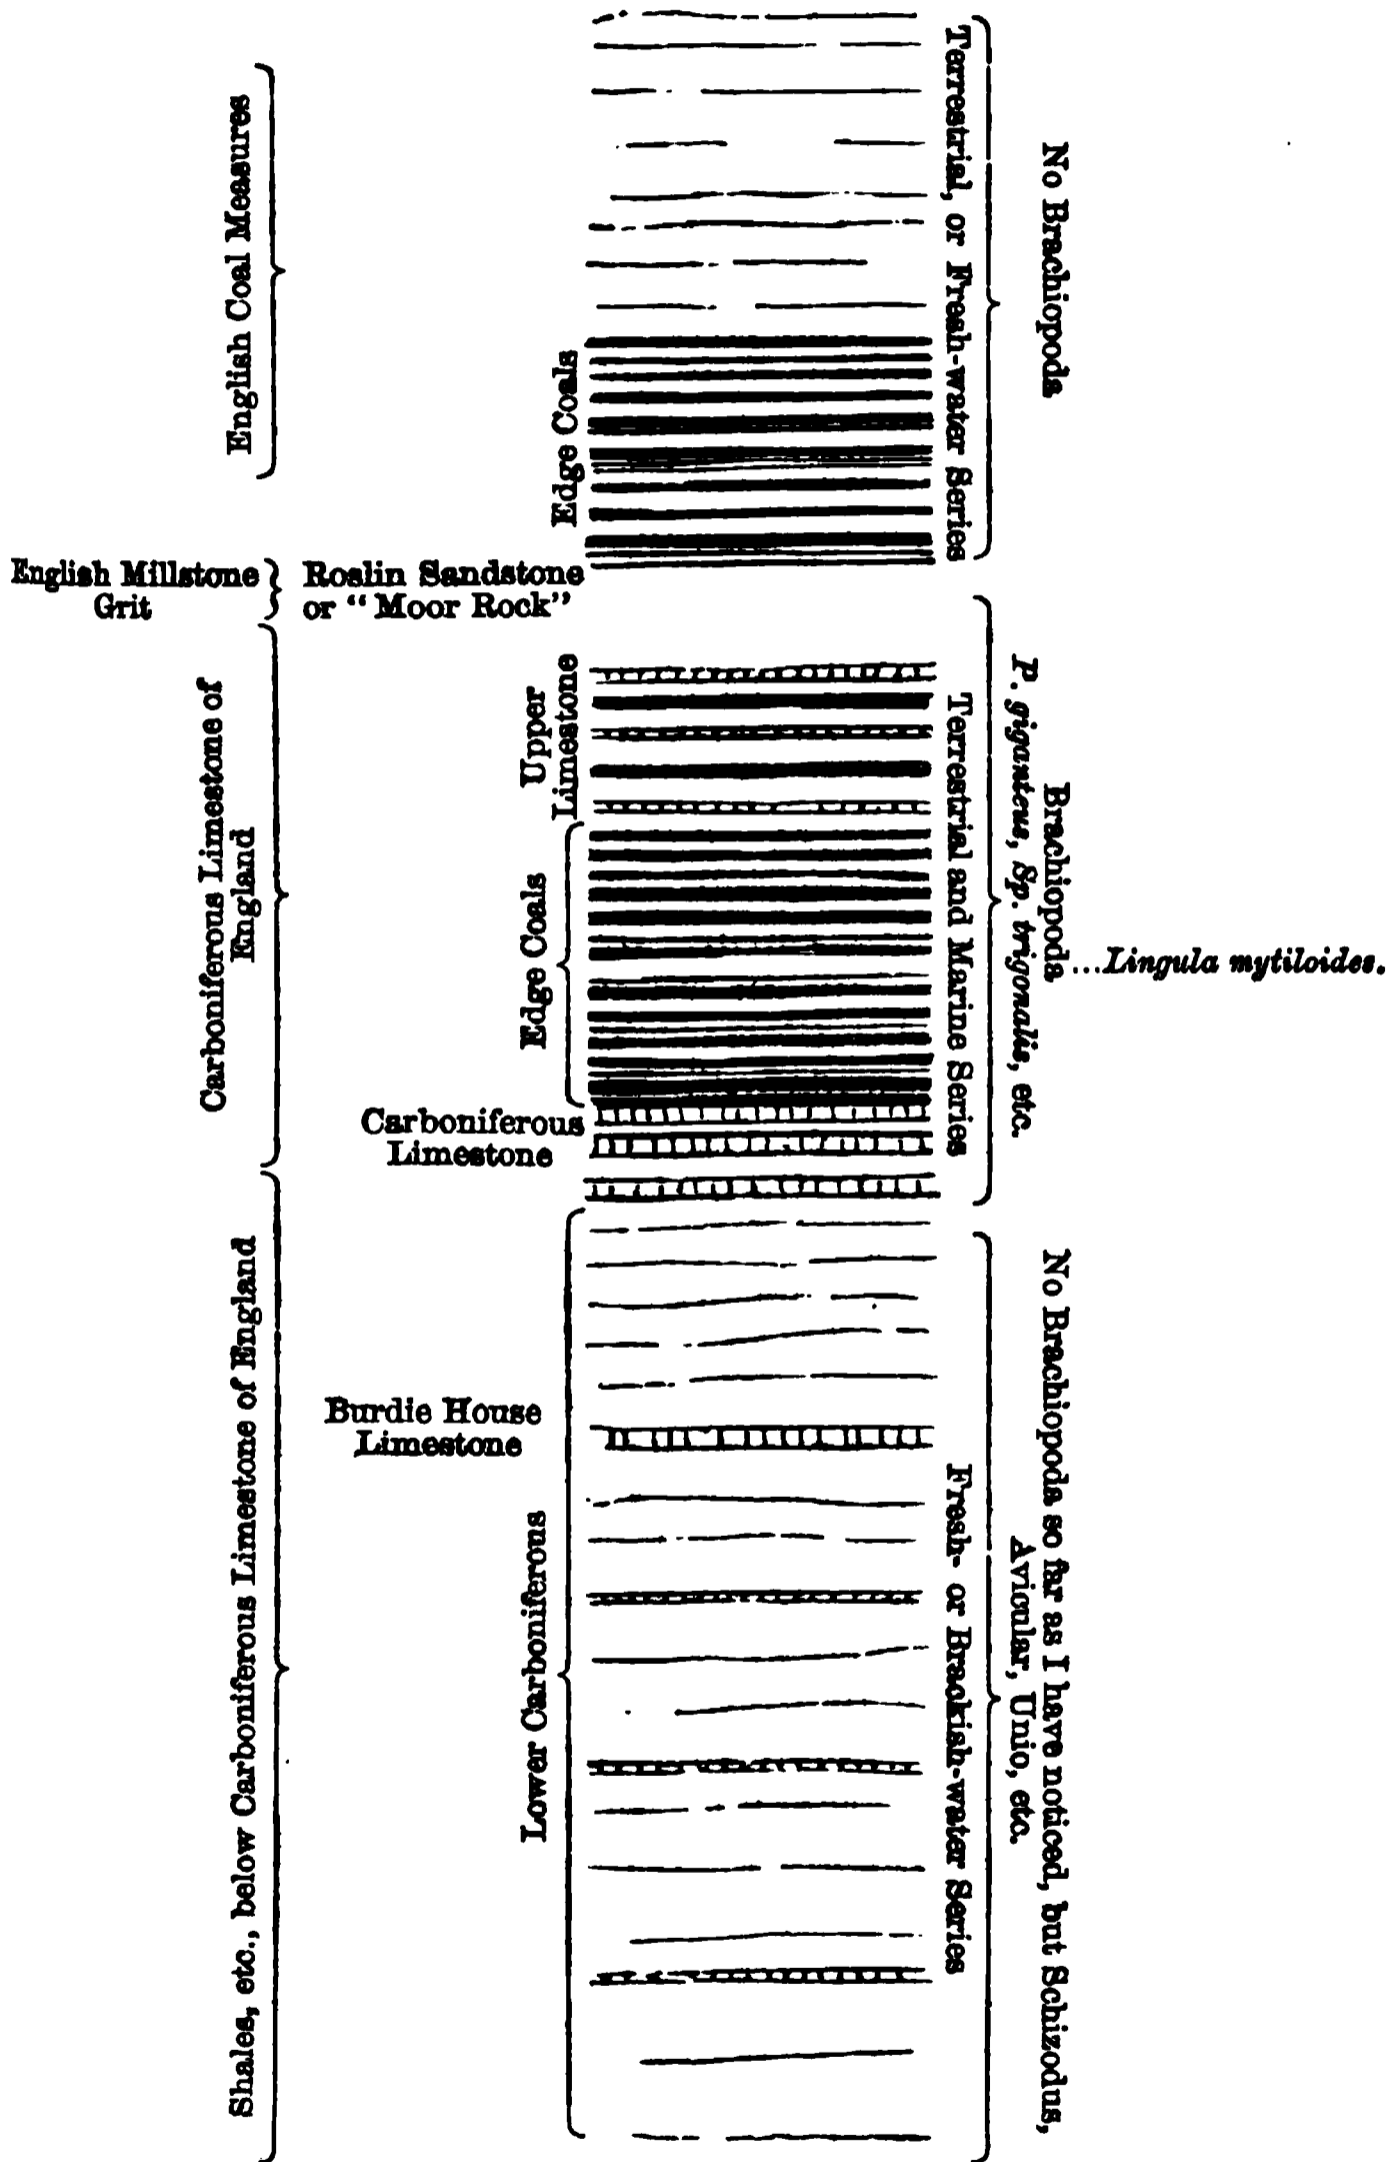 English Coal Measures
Edge Coals
Terrestrial, or Fresh-water Series
No Brachiopoda
English Millstone
Grit
Roslin Sandstone
or "Moor Rock"
Carboniferous Limestone of
England
Upper
Limestone
Edge Coals
Carboniferous
Limestone
Terrestrial and Marine Series
Brachiopoda
P. giganteus, Sp. trigonalis, etc.
...Lingula mytiloides.
Shales, etc., below Carboniferous Limestone of England
Burdie House
Limestone
Lower Carboniferous
Fresh- or Brackish-water Series
No Brachiopoda so far as I have noticed, but Schizodus,
Avicular, Unio, etc.